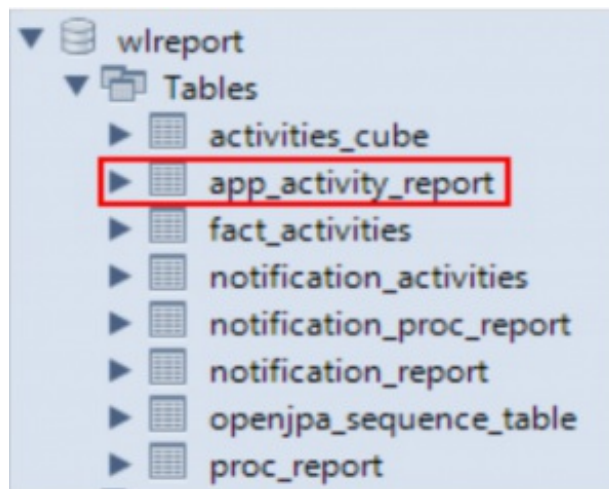 wlreport
Tables
activities_cube
app_activity_report
fact_activities
notification_activities
notification_proc_report
notification_report
openjpa_sequence_table
proc_report